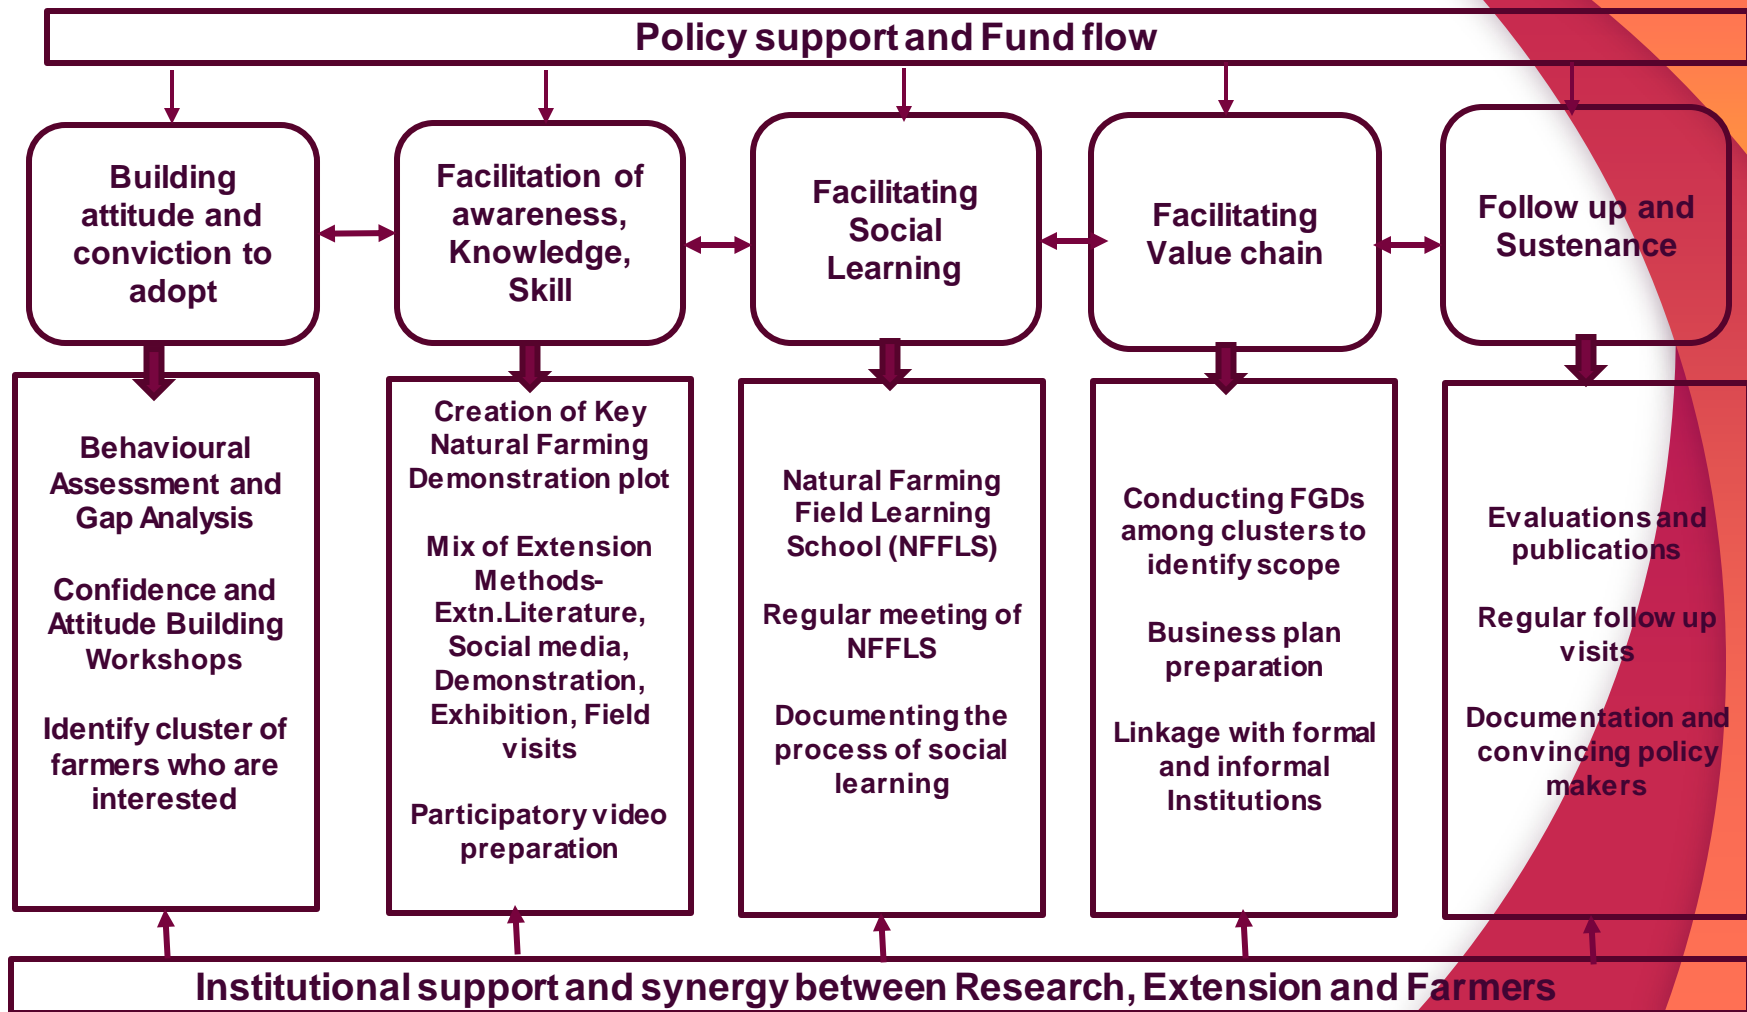 Policy support and Fund flow
Building
attitude and
conviction to
adopt
Facilitation of
awareness,
Knowledge,
Skill
Facilitating
Social
Learning
Facilitating
Value chain
Follow up and
Sustenance
Behavioural
Assessment and
Gap Analysis
Confidence and
Attitude Building
Workshops
Identify cluster of
farmers who are
interested
Creation of Key
Natural Farming
Demonstration plot
Mix of Extension
Methods-
Extn.Literature,
Social media,
Demonstration,
Exhibition, Field
visits
Participatory video
preparation
Natural Farming
Field Learning
School (NFFLS)
Regular meeting of
NFFLS
Documenting the
process of social
learning
Conducting FGDs
among clusters to
identify scope
Business plan
preparation
Linkage with formal
and informal
Institutions
Evaluations and
publications
Regular follow up
visits
Documentation and
convincing policy
makers
Institutional support and synergy between Research, Extension and Farmers